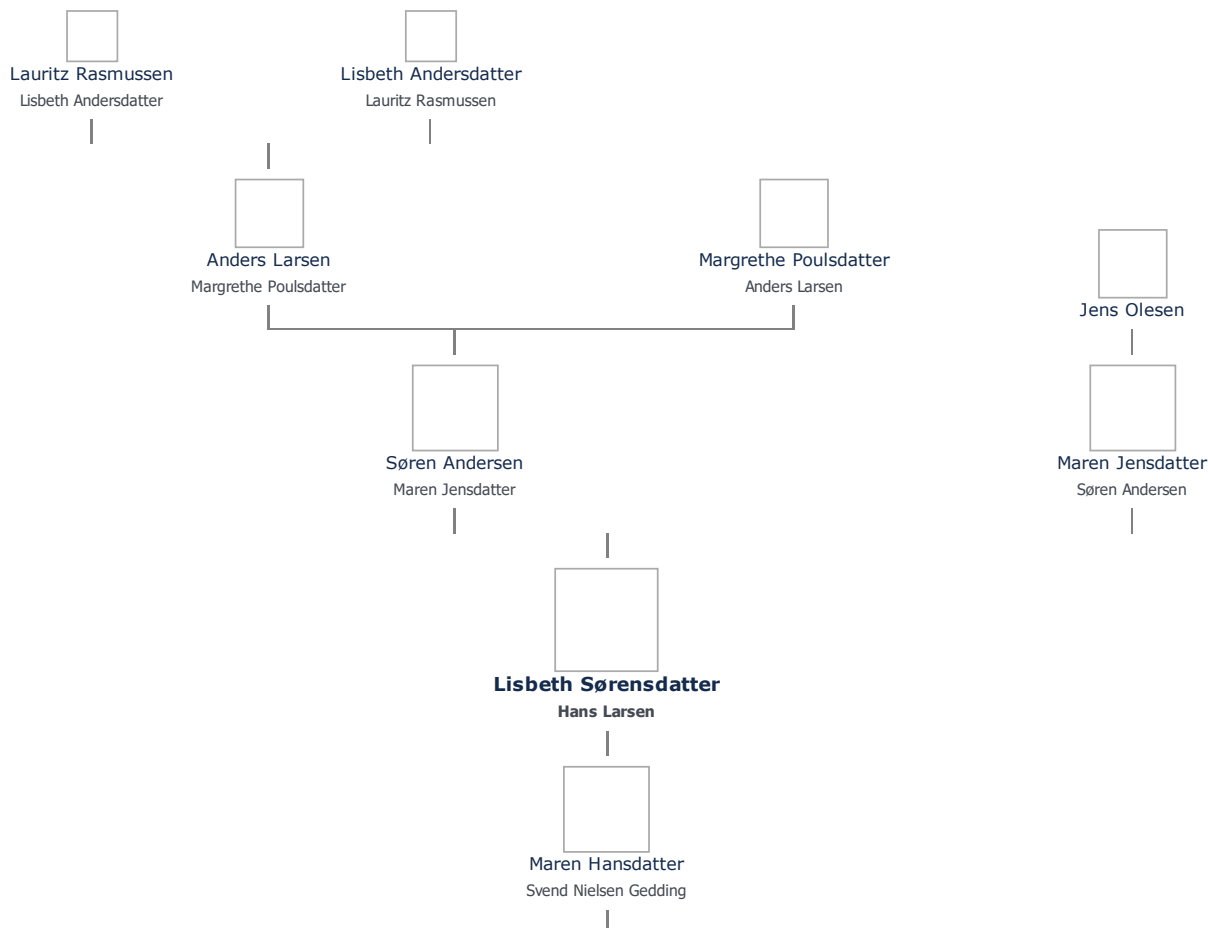 Lauritz Rasmussen
Lisbeth Andersdatter
Lisbeth Andersdatter
Lauritz Rasmussen
Anders Larsen
Margrethe Poulsdatter
Margrethe Poulsdatter
Anders Larsen
Jens Olesen
Søren Andersen
Maren Jensdatter
Maren Jensdatter
Søren Andersen
Lisbeth Sørensdatter
Hans Larsen
Maren Hansdatter
Svend Nielsen Gedding